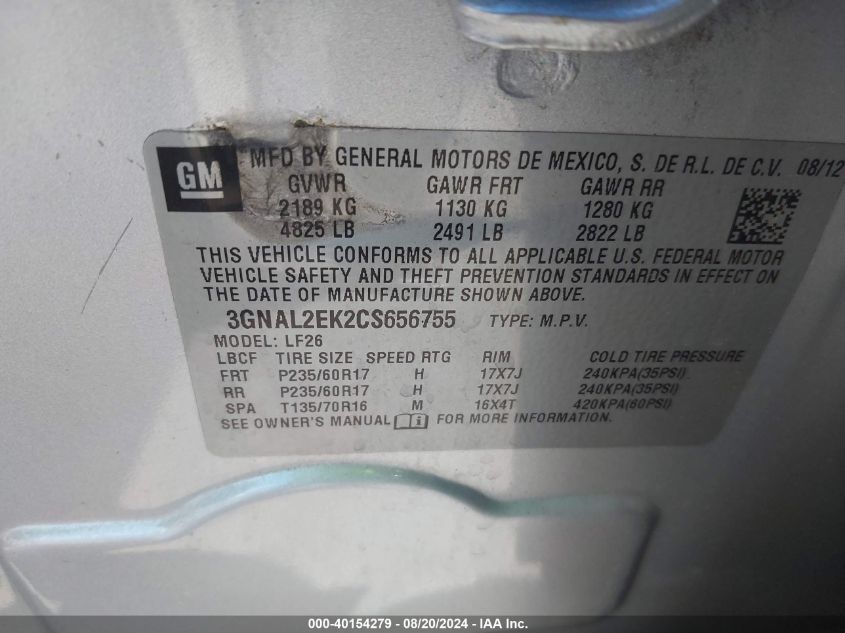 GM
MFD BY GENERAL MOTORS DE MEXICO, S. DE R.L. DE C.V. 08/12
GVWR GAWR FRT GAWR RR
2189 KG 1130 KG 1280 KG
4825 LB 2491 LB 2822 LB
THIS VEHICLE CONFORMS TO ALL APPLICABLE U.S. FEDERAL MOTOR
VEHICLE SAFETY AND THEFT PREVENTION STANDARDS IN EFFECT ON
THE DATE OF MANUFACTURE SHOWN ABOVE.
3GNAL2EK2CS656755 TYPE: M.P.V.
MODEL: LF26
LBCF TIRE SIZE SPEED RTG RIM COLD TIRE PRESSURE
FRT P235/60R17 H 17X7J 240KPA(35PSI)
RR P235/60R17 H 17X7J 240KPA(35PSI)
SPA T135/70R16 M 16X4T 420KPA(60PSI)
SEE OWNER'S MANUAL FOR MORE INFORMATION.
000-40154279 - 08/20/2024 - IAA Inc.